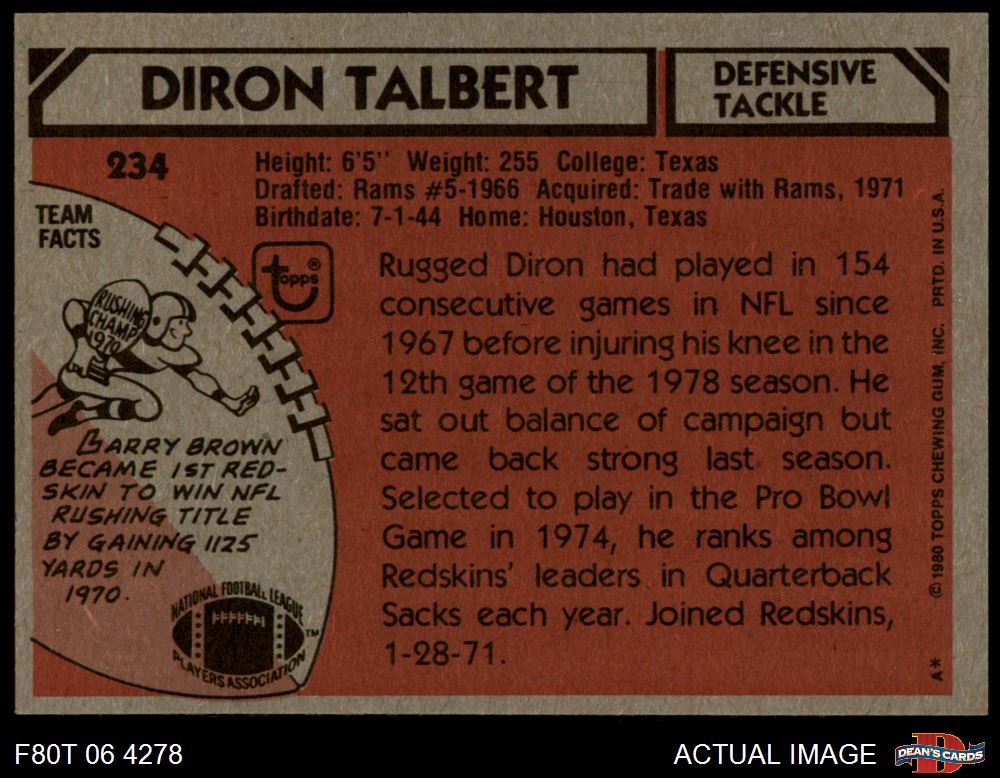 DIRON TALBERT
DEFENSIVE
TACKLE
234
Height: 6'5'' Weight: 255 College: Texas
Drafted: Rams #5-1966 Acquired: Trade with Rams, 1971
Birthdate: 7-1-44 Home: Houston, Texas
TEAM
FACTS
topps®
RUSHING
CHAMP
1970
BARRY BROWN
BECAME 1ST RED-
SKIN TO WIN NFL
RUSHING TITLE
BY GAINING 1125
YARDS IN
1970.
NATIONAL FOOTBALL LEAGUE
PLAYERS ASSOCIATION
TM
Rugged Diron had played in 154
consecutive games in NFL since
1967 before injuring his knee in the
12th game of the 1978 season. He
sat out balance of campaign but
came back strong last season.
Selected to play in the Pro Bowl
Game in 1974, he ranks among
Redskins' leaders in Quarterback
Sacks each year. Joined Redskins,
1-28-71.
A* © 1980 TOPPS CHEWING GUM, INC. PRTD. IN U.S.A.
F80T 06 4278
ACTUAL IMAGE
DEAN'S CARDS